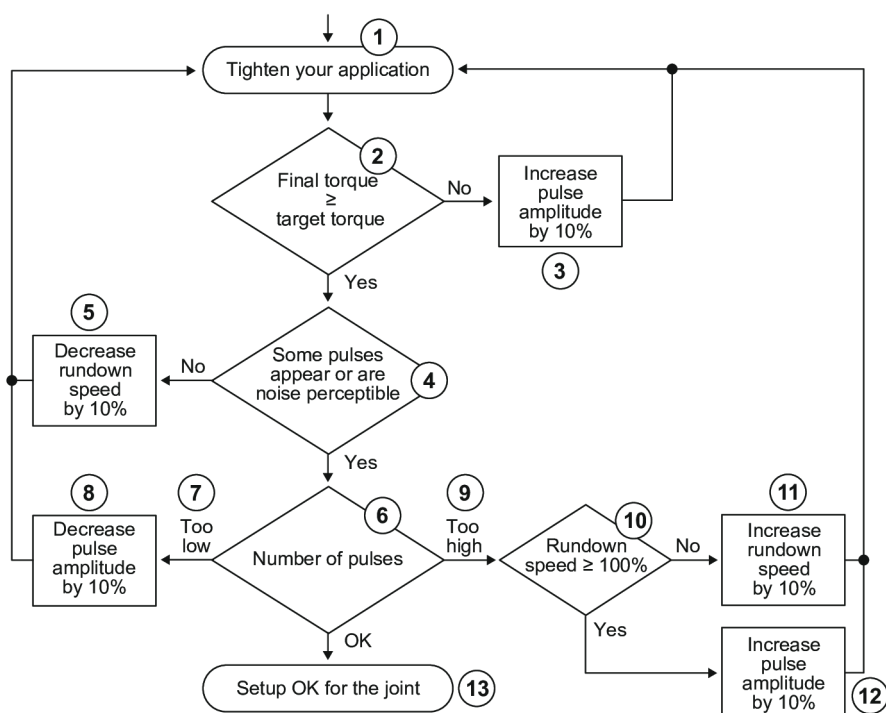 1
Tighten your application
2
Final torque
≥
target torque
No
Increase
pulse
amplitude
by 10%
3
Yes
5
Decrease
rundown
speed
by 10%
No
Some pulses
appear or are
noise perceptible
4
Yes
8
Decrease
pulse
amplitude
by 10%
7
Too
low
6
Number of pulses
9
Too
high
10
Rundown
speed ≥ 100%
No
11
Increase
rundown
speed
by 10%
Yes
Increase
pulse
amplitude
by 10%
12
OK
Setup OK for the joint
13